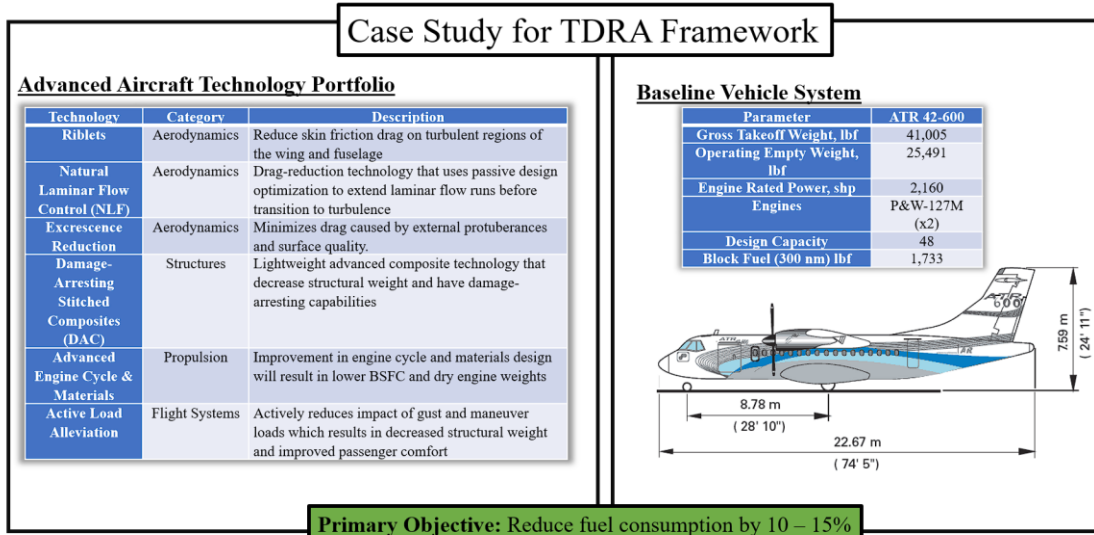 Case Study for TDRA Framework
Advanced Aircraft Technology Portfolio
Technology Category Description
Riblets Aerodynamics Reduce skin friction drag on turbulent regions of
the wing and fuselage
Natural Aerodynamics Drag-reduction technology that uses passive design
Laminar Flow optimization to extend laminar flow runs before
Control (NLF) transition to turbulence
Excrescence Aerodynamics Minimizes drag caused by external protuberances
Reduction and surface quality.
Damage- Structures Lightweight advanced composite technology that
Arresting decrease structural weight and have damage-
Stitched arresting capabilities
Composites
(DAC)
Advanced Propulsion Improvement in engine cycle and materials design
Engine Cycle & will result in lower BSFC and dry engine weights
Materials
Active Load Flight Systems Actively reduces impact of gust and maneuver
Alleviation loads which results in decreased structural weight
and improved passenger comfort
Baseline Vehicle System
Parameter ATR 42-600
Gross Takeoff Weight, lbf 41,005
Operating Empty Weight, 25,491
lbf
Engine Rated Power, shp 2,160
Engines P&W-127M
(x2)
Design Capacity 48
Block Fuel (300 nm) lbf 1,733
7.59 m
( 24' 11")
8.78 m
( 28' 10")
22.67 m
( 74' 5")
Primary Objective: Reduce fuel consumption by 10 – 15%